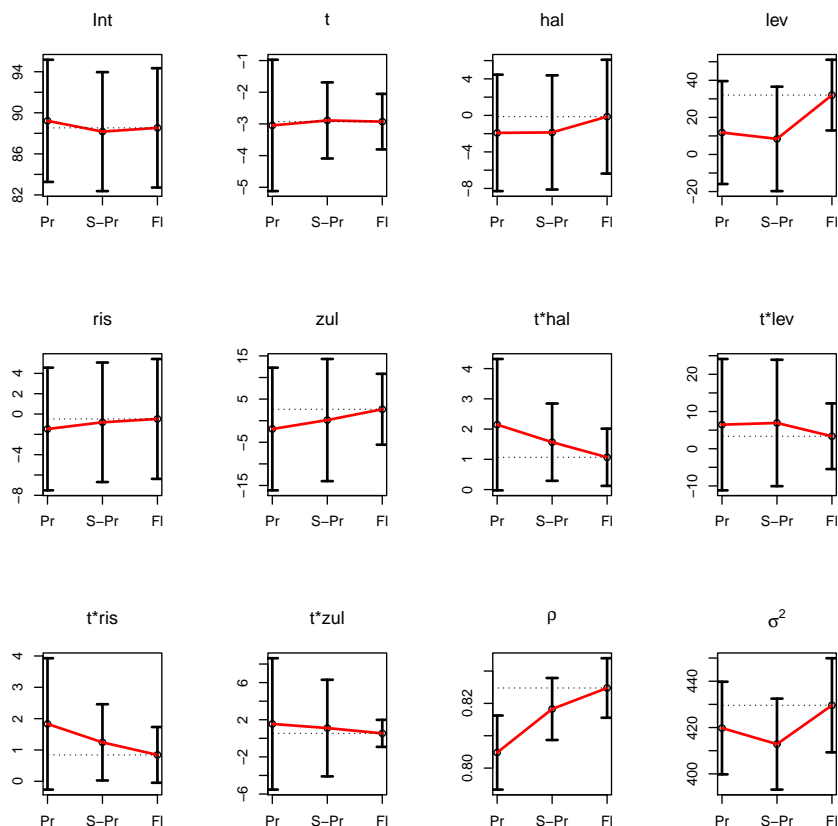 Int
94
90
86
82
Pr S−Pr Fl
t
−1
−3
−5
Pr S−Pr Fl
hal
4
0
−4
−8
Pr S−Pr Fl
lev
40
20
0
−20
Pr S−Pr Fl
ris
4
0
−4
−8
Pr S−Pr Fl
zul
15
5
−5
−15
Pr S−Pr Fl
t*hal
4
3
2
1
0
Pr S−Pr Fl
t*lev
20
10
0
−10
Pr S−Pr Fl
t*ris
4
3
2
1
0
Pr S−Pr Fl
t*zul
6
2
−2
−6
Pr S−Pr Fl
ρ
0.82
0.80
Pr S−Pr Fl
σ²
440
420
400
Pr S−Pr Fl